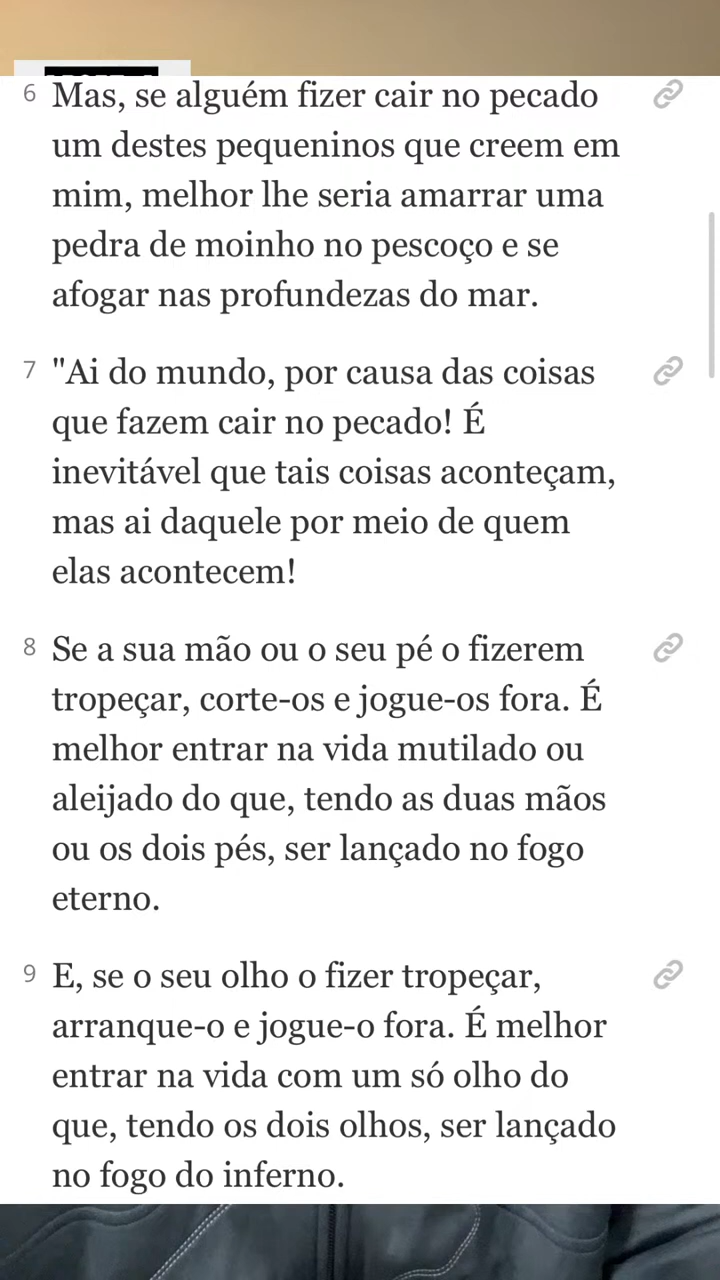 6 Mas, se alguém fizer cair no pecado
um destes pequeninos que creem em
mim, melhor lhe seria amarrar uma
pedra de moinho no pescoço e se
afogar nas profundezas do mar.
7 "Ai do mundo, por causa das coisas
que fazem cair no pecado! É
inevitável que tais coisas aconteçam,
mas ai daquele por meio de quem
elas acontecem!
8 Se a sua mão ou o seu pé o fizerem
tropeçar, corte-os e jogue-os fora. É
melhor entrar na vida mutilado ou
aleijado do que, tendo as duas mãos
ou os dois pés, ser lançado no fogo
eterno.
9 E, se o seu olho o fizer tropeçar,
arranque-o e jogue-o fora. É melhor
entrar na vida com um só olho do
que, tendo os dois olhos, ser lançado
no fogo do inferno.